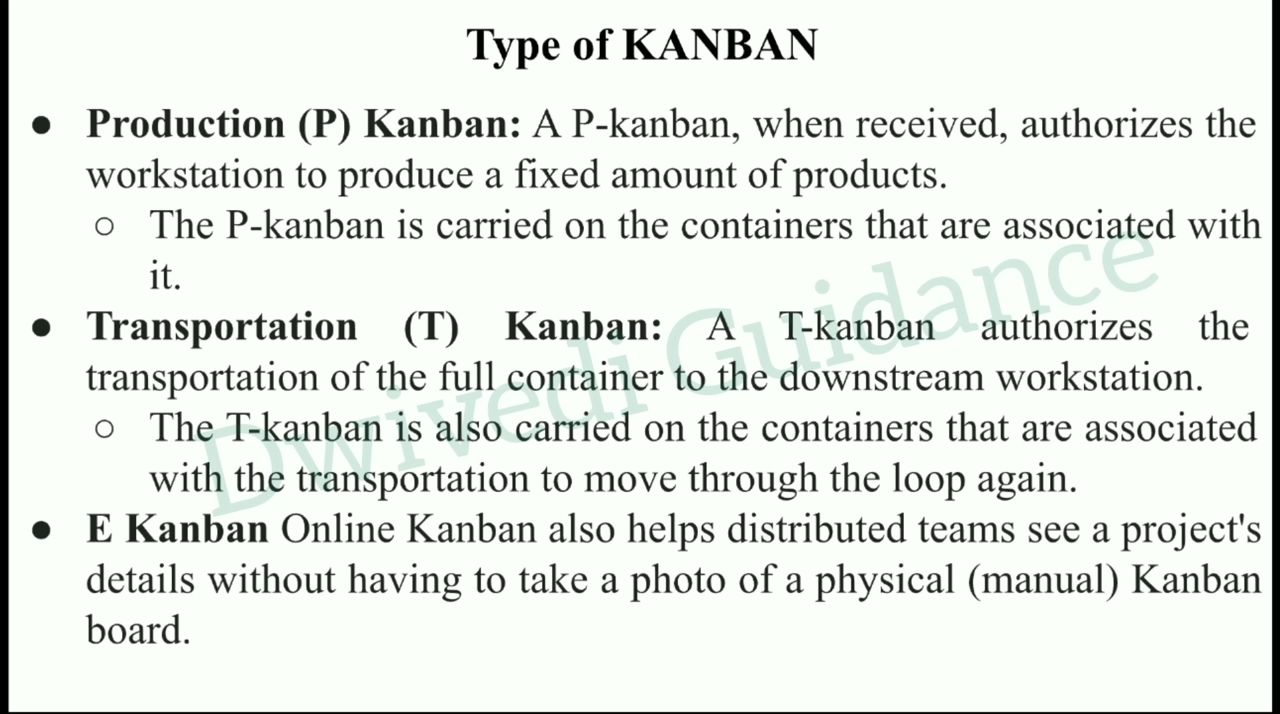 Type of KANBAN
● Production (P) Kanban: A P-kanban, when received, authorizes the
workstation to produce a fixed amount of products.
○ The P-kanban is carried on the containers that are associated with
it.
● Transportation (T) Kanban: A T-kanban authorizes the
transportation of the full container to the downstream workstation.
○ The T-kanban is also carried on the containers that are associated
with the transportation to move through the loop again.
● E Kanban Online Kanban also helps distributed teams see a project's
details without having to take a photo of a physical (manual) Kanban
board.
Dwivedi Guidance